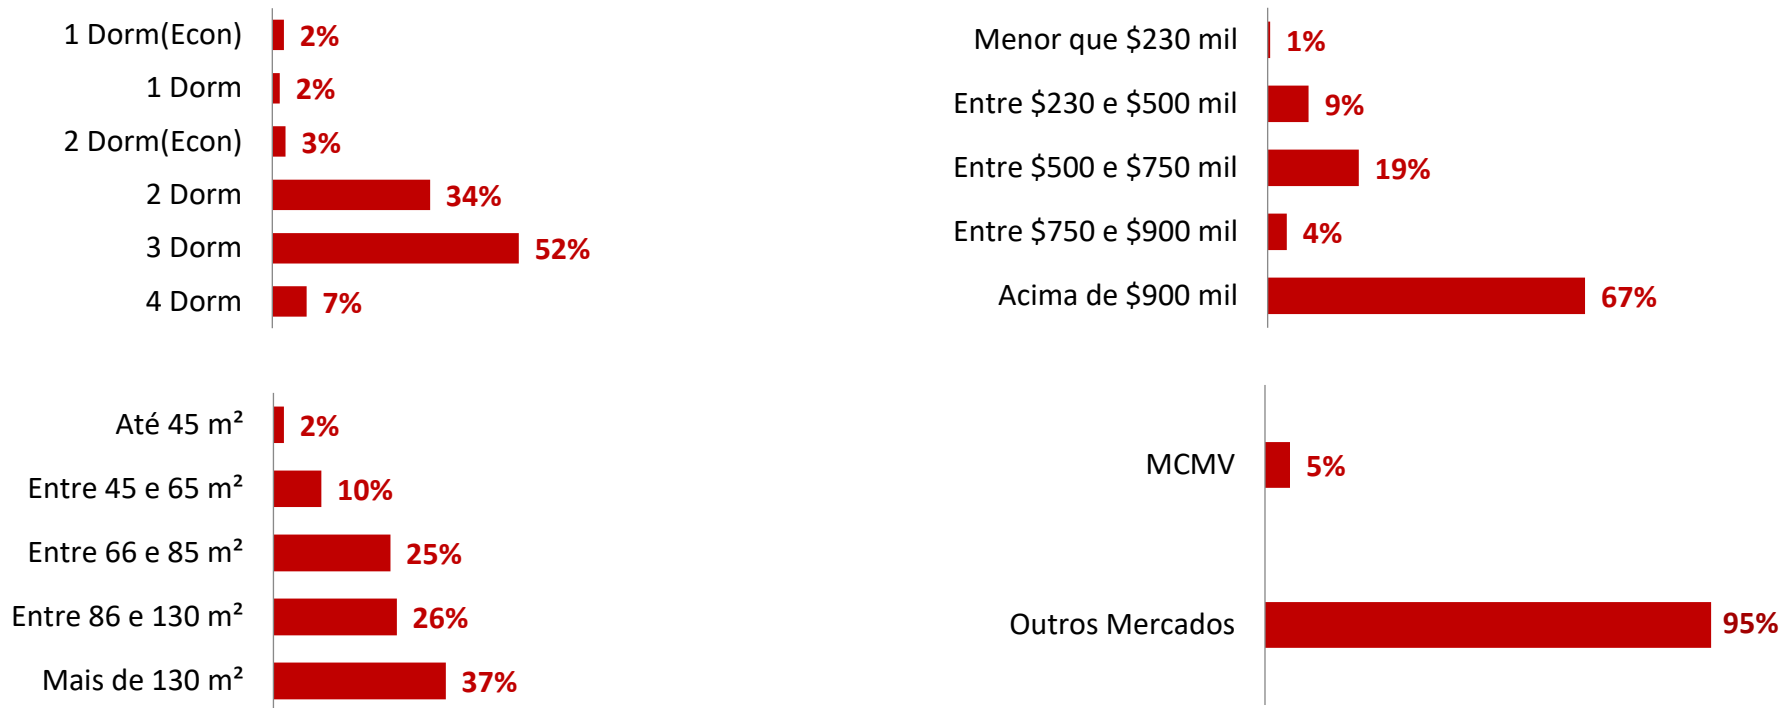 1 Dorm(Econ) 2%
1 Dorm 2%
2 Dorm(Econ) 3%
2 Dorm 34%
3 Dorm 52%
4 Dorm 7%
Menor que $230 mil 1%
Entre $230 e $500 mil 9%
Entre $500 e $750 mil 19%
Entre $750 e $900 mil 4%
Acima de $900 mil 67%
Até 45 m² 2%
Entre 45 e 65 m² 10%
Entre 66 e 85 m² 25%
Entre 86 e 130 m² 26%
Mais de 130 m² 37%
MCMV 5%
Outros Mercados 95%